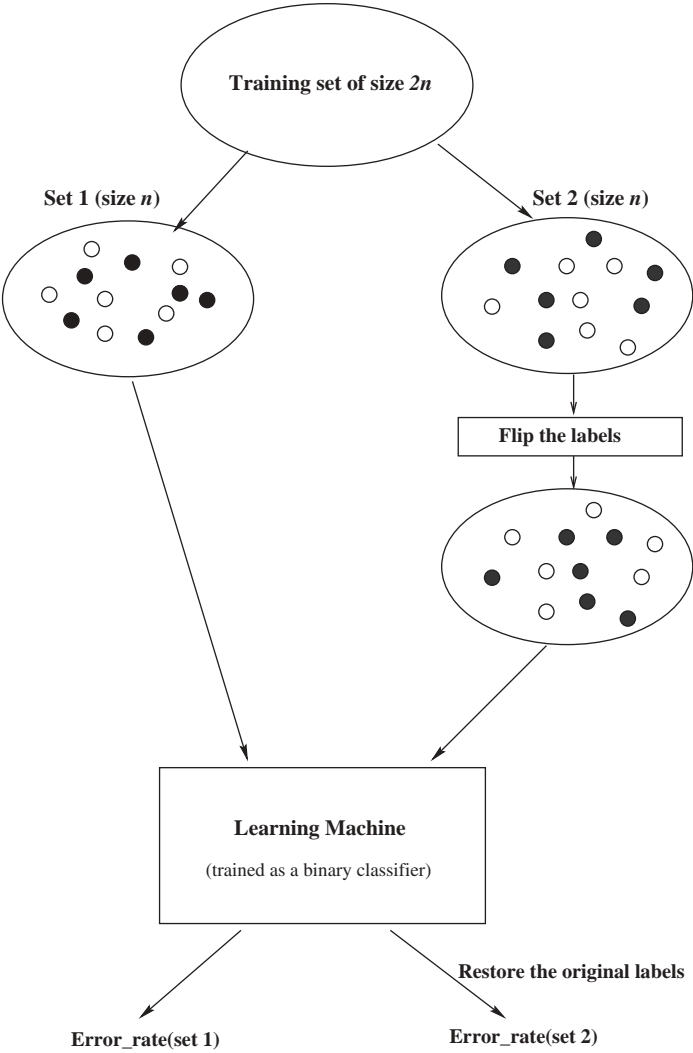 Training set of size 2n
Set 1 (size n)
Set 2 (size n)
Flip the labels
Learning Machine
(trained as a binary classifier)
Restore the original labels
Error_rate(set 1)
Error_rate(set 2)